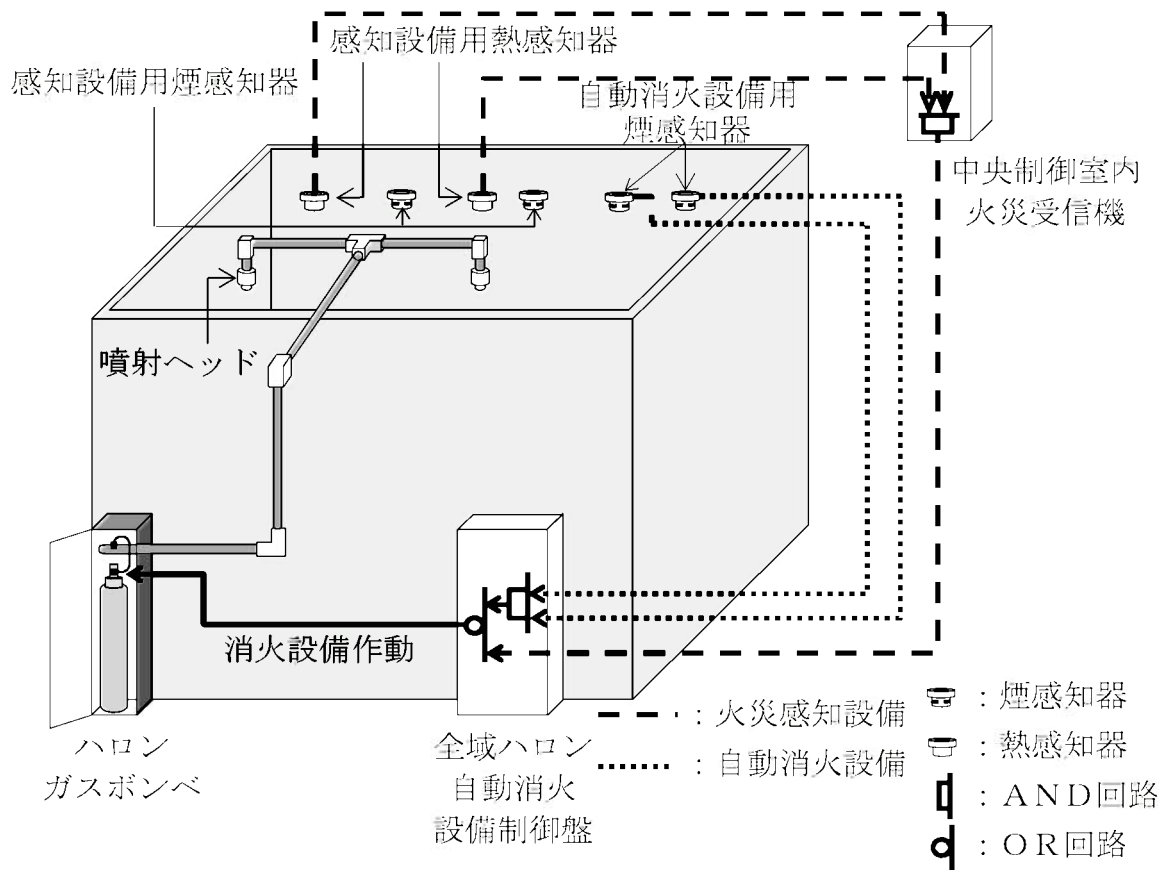 感知設備用熱感知器
感知設備用煙感知器
自動消火設備用
煙感知器
中央制御室内
火災受信機
噴射ヘッド
消火設備作動
ハロン
ガスボンベ
全域ハロン
自動消火
設備制御盤
：火災感知設備
：自動消火設備
：煙感知器
：熱感知器
：ＡＮＤ回路
：ＯＲ回路